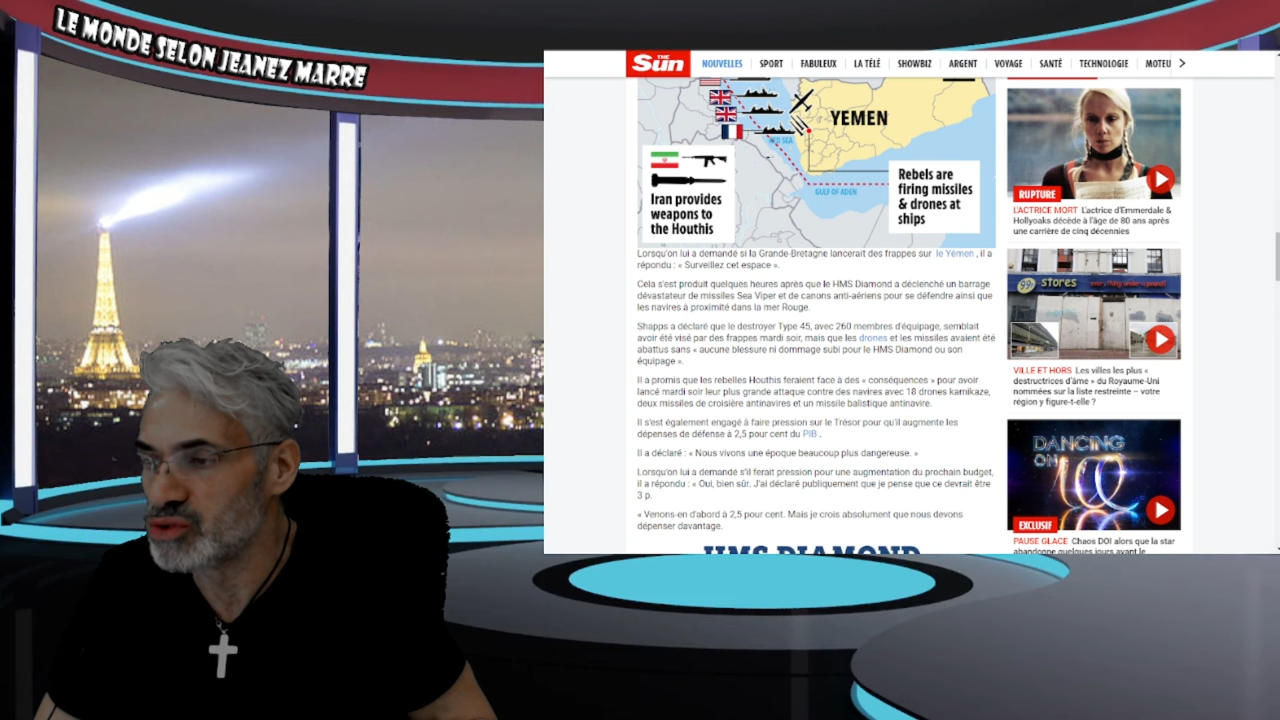 LE MONDE SELON JEANEZ MARRE
THE
Sun
NOUVELLES
SPORT
FABULEUX
LA TÉLÉ
SHOWBIZ
ARGENT
VOYAGE
SANTÉ
TECHNOLOGIE
MOTEU
YEMEN
RED SEA
GULF OF ADEN
Iran provides
weapons to
the Houthis
Rebels are
firing missiles
& drones at
ships
Lorsqu'on lui a demandé si la Grande-Bretagne lancerait des frappes sur le Yémen , il a
répondu : « Surveillez cet espace ».
Cela s'est produit quelques heures après que le HMS Diamond a déclenché un barrage
dévastateur de missiles Sea Viper et de canons anti-aériens pour se défendre ainsi que
les navires à proximité dans la mer Rouge.
Shapps a déclaré que le destroyer Type 45, avec 260 membres d'équipage, semblait
avoir été visé par des frappes mardi soir, mais que les drones et les missiles avaient été
abattus sans « aucune blessure ni dommage subi pour le HMS Diamond ou son
équipage ».
Il a promis que les rebelles Houthis feraient face à des « conséquences » pour avoir
lancé mardi soir leur plus grande attaque contre des navires avec 18 drones kamikaze,
deux missiles de croisière antinavires et un missile balistique antinavire.
Il s'est également engagé à faire pression sur le Trésor pour qu'il augmente les
dépenses de défense à 2,5 pour cent du PIB .
Il a déclaré : « Nous vivons une époque beaucoup plus dangereuse. »
Lorsqu'on lui a demandé s'il ferait pression pour une augmentation du prochain budget,
il a répondu : « Oui, bien sûr. J'ai déclaré publiquement que je pense que ce devrait être
3 p.
« Venons-en d'abord à 2,5 pour cent. Mais je crois absolument que nous devons
dépenser davantage.
HMS DIAMOND
RUPTURE
L'ACTRICE MORT L'actrice d'Emmerdale &
Hollyoaks décède à l'âge de 80 ans après
une carrière de cinq décennies
99p stores everything under a pound!
VILLE ET HORS Les villes les plus «
destructrices d'âme » du Royaume-Uni
nommées sur la liste restreinte – votre
région y figure-t-elle ?
DANCING
ON ICE
EXCLUSIF
PAUSE GLACE Chaos DOI alors que la star
abandonne quelques jours avant le